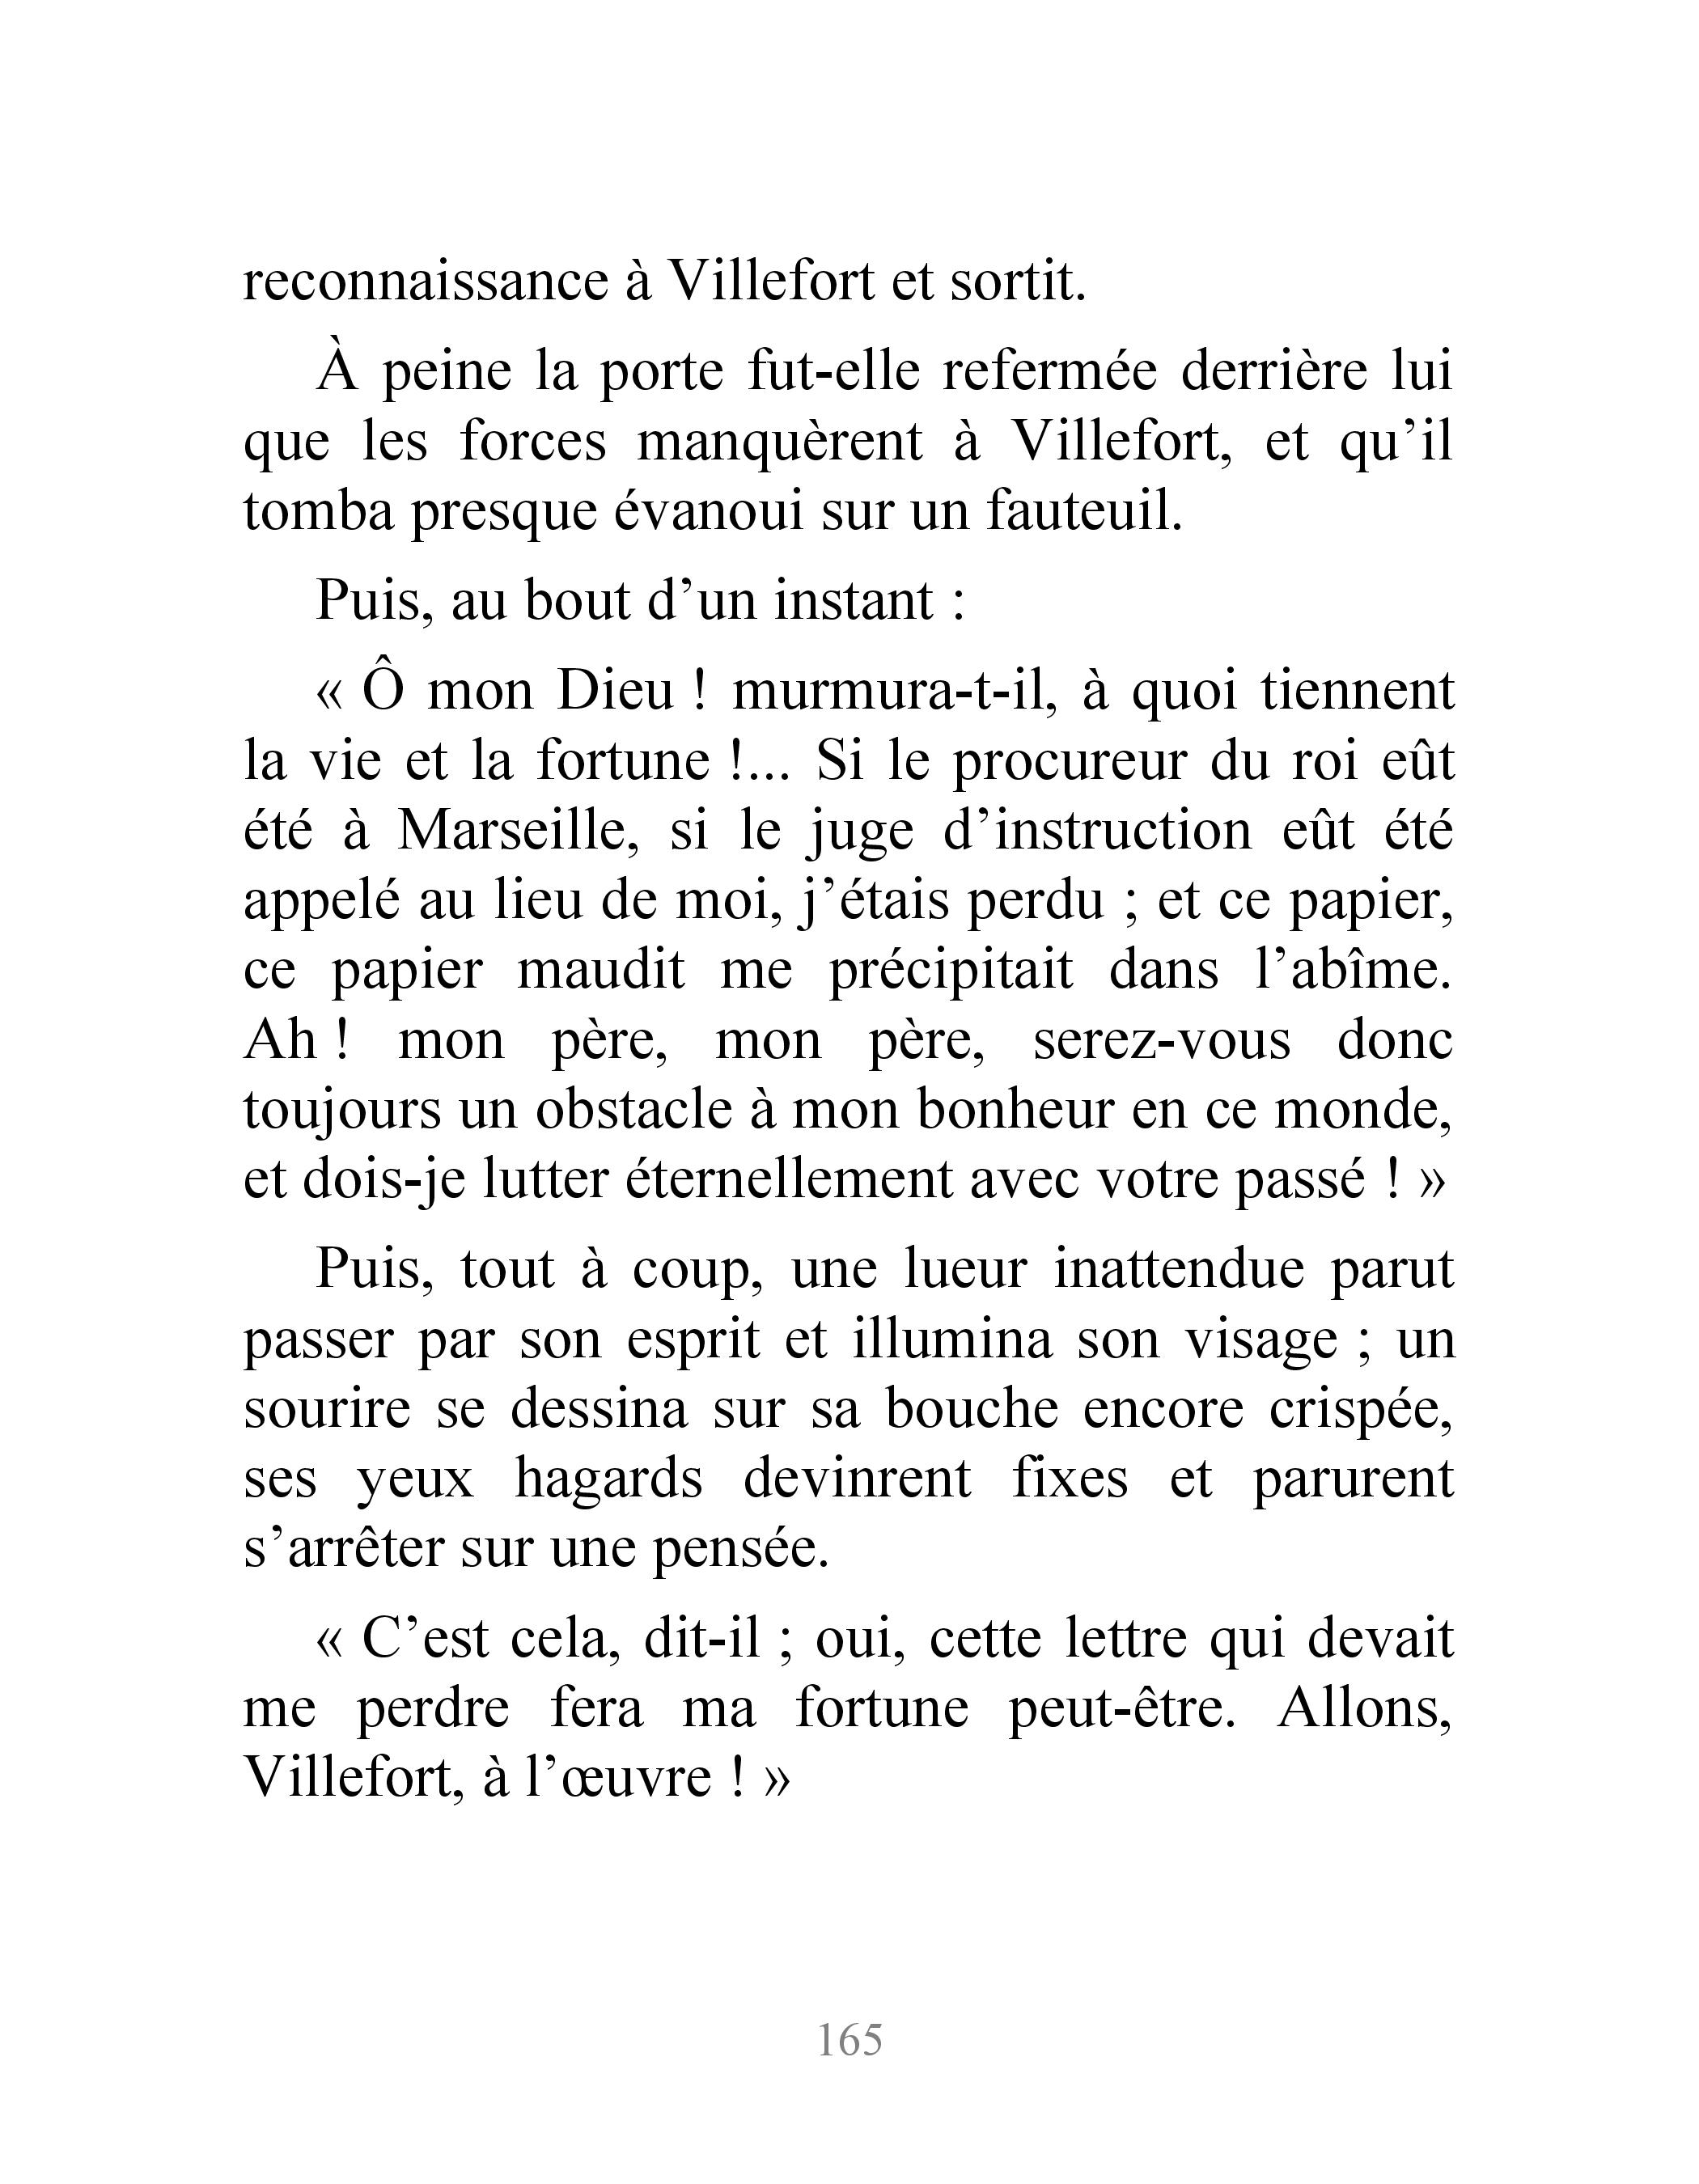 reconnaissance à Villefort et sortit.
À peine la porte fut-elle refermée derrière lui
que les forces manquèrent à Villefort, et qu’il
tomba presque évanoui sur un fauteuil.
Puis, au bout d’un instant :
« Ô mon Dieu ! murmura-t-il, à quoi tiennent
la vie et la fortune !... Si le procureur du roi eût
été à Marseille, si le juge d’instruction eût été
appelé au lieu de moi, j’étais perdu ; et ce papier,
ce papier maudit me précipitait dans l’abîme.
Ah ! mon père, mon père, serez-vous donc
toujours un obstacle à mon bonheur en ce monde,
et dois-je lutter éternellement avec votre passé ! »
Puis, tout à coup, une lueur inattendue parut
passer par son esprit et illumina son visage ; un
sourire se dessina sur sa bouche encore crispée,
ses yeux hagards devinrent fixes et parurent
s’arrêter sur une pensée.
« C’est cela, dit-il ; oui, cette lettre qui devait
me perdre fera ma fortune peut-être. Allons,
Villefort, à l’œuvre ! »
165